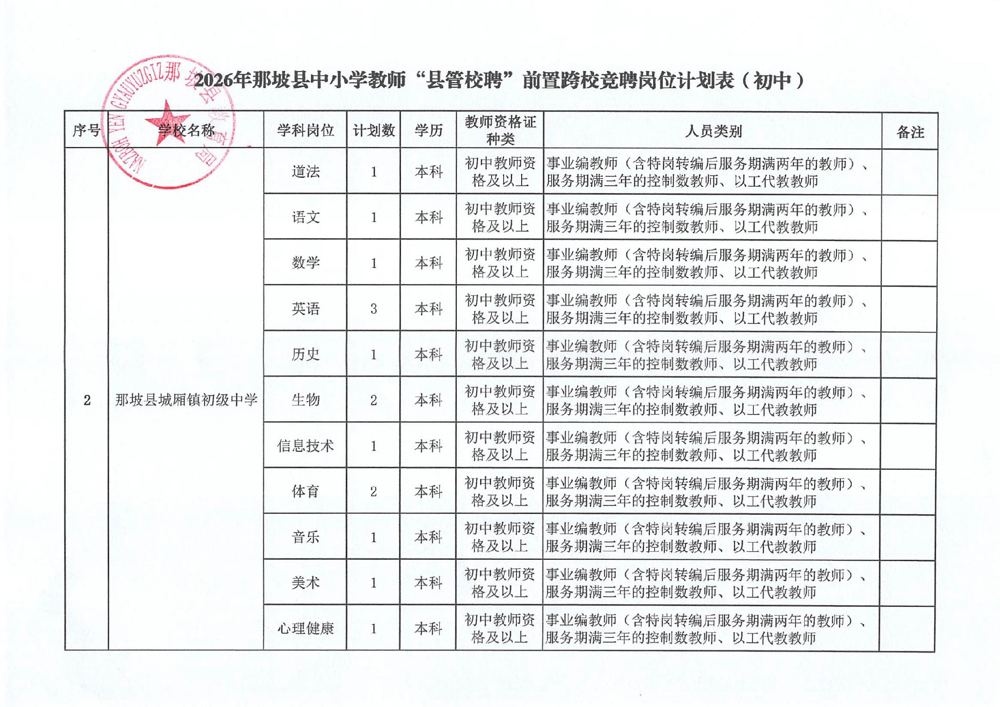 2026年那坡县中小学教师“县管校聘”前置跨校竞聘岗位计划表（初中）
NAZBOH YEN GYAUYUZGIZ那坡县教育局
序号 学校名称 学科岗位 计划数 学历 教师资格证种类 人员类别 备注
2 那坡县城厢镇初级中学
道法 1 本科 初中教师资格及以上 事业编教师（含特岗转编后服务期满两年的教师）、服务期满三年的控制数教师、以工代教教师
语文 1 本科 初中教师资格及以上 事业编教师（含特岗转编后服务期满两年的教师）、服务期满三年的控制数教师、以工代教教师
数学 1 本科 初中教师资格及以上 事业编教师（含特岗转编后服务期满两年的教师）、服务期满三年的控制数教师、以工代教教师
英语 3 本科 初中教师资格及以上 事业编教师（含特岗转编后服务期满两年的教师）、服务期满三年的控制数教师、以工代教教师
历史 1 本科 初中教师资格及以上 事业编教师（含特岗转编后服务期满两年的教师）、服务期满三年的控制数教师、以工代教教师
生物 2 本科 初中教师资格及以上 事业编教师（含特岗转编后服务期满两年的教师）、服务期满三年的控制数教师、以工代教教师
信息技术 1 本科 初中教师资格及以上 事业编教师（含特岗转编后服务期满两年的教师）、服务期满三年的控制数教师、以工代教教师
体育 2 本科 初中教师资格及以上 事业编教师（含特岗转编后服务期满两年的教师）、服务期满三年的控制数教师、以工代教教师
音乐 1 本科 初中教师资格及以上 事业编教师（含特岗转编后服务期满两年的教师）、服务期满三年的控制数教师、以工代教教师
美术 1 本科 初中教师资格及以上 事业编教师（含特岗转编后服务期满两年的教师）、服务期满三年的控制数教师、以工代教教师
心理健康 1 本科 初中教师资格及以上 事业编教师（含特岗转编后服务期满两年的教师）、服务期满三年的控制数教师、以工代教教师